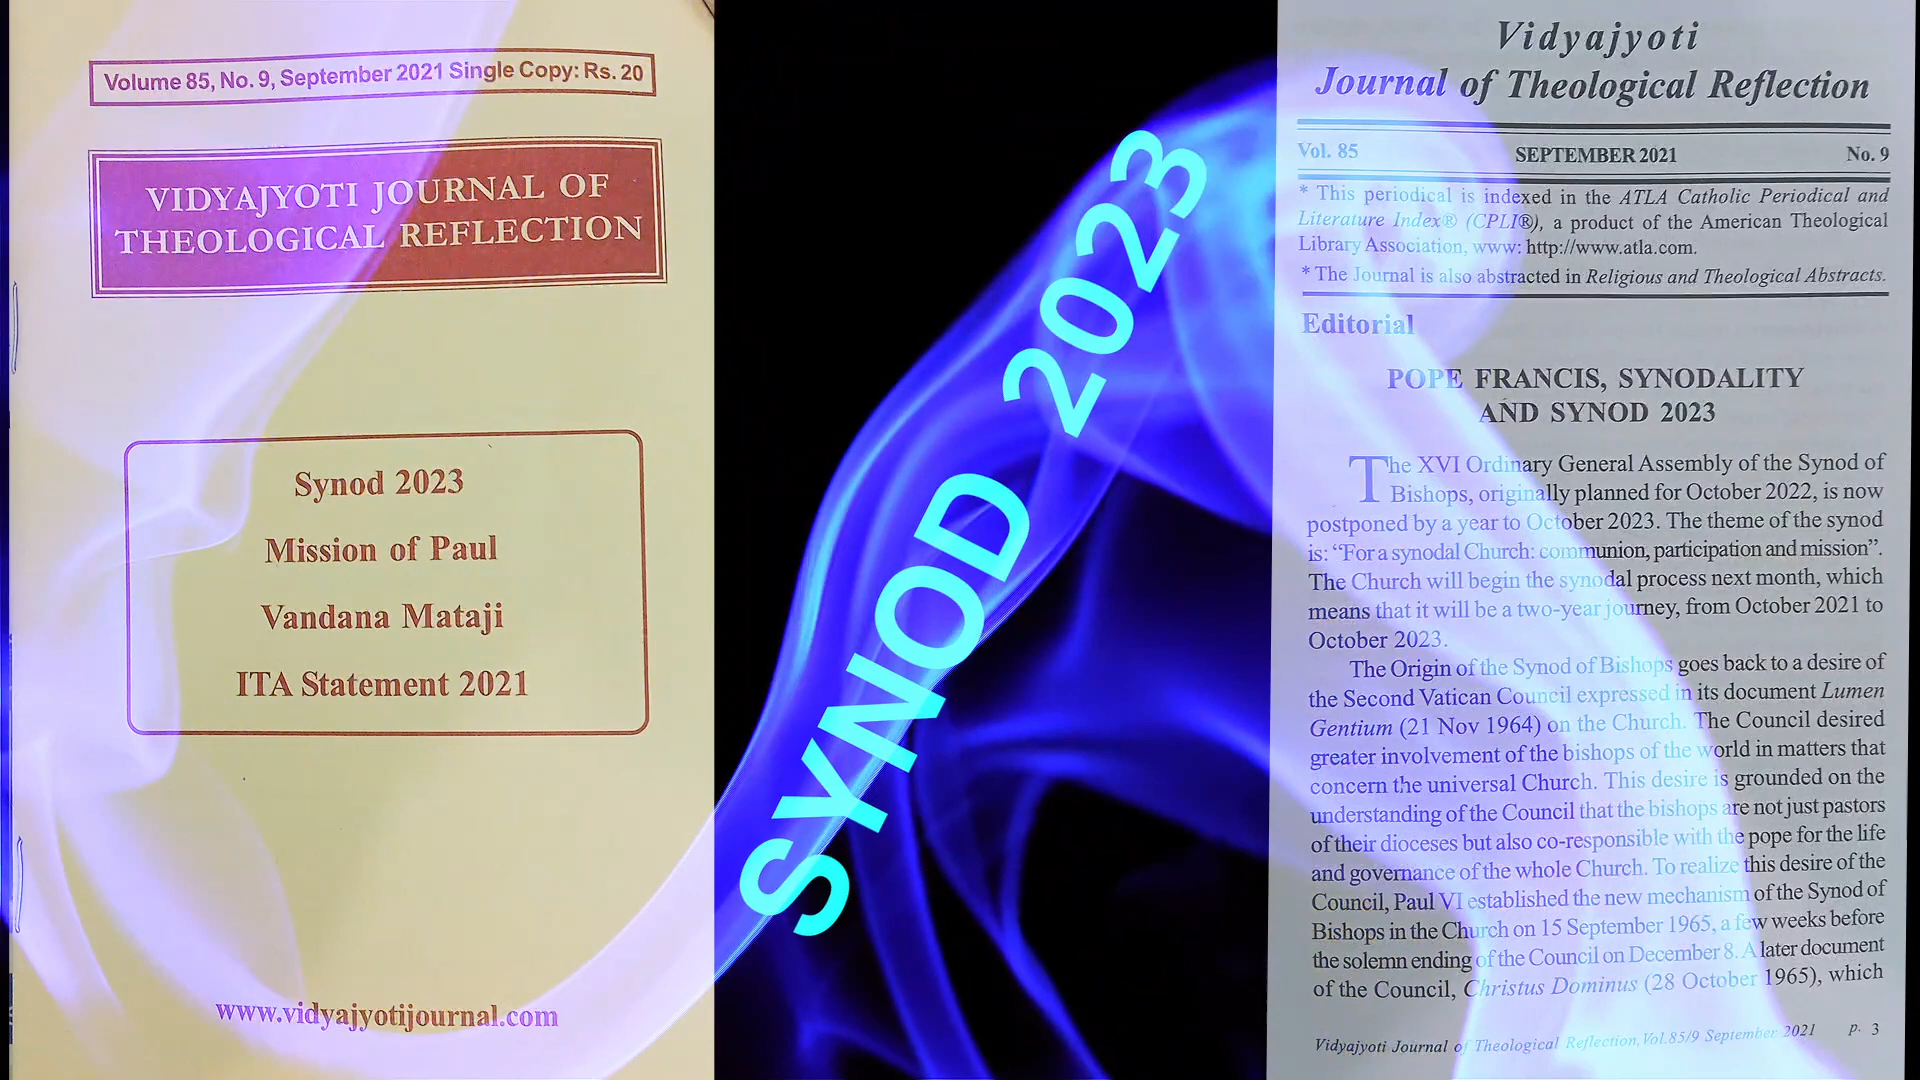 Volume 85, No. 9, September 2021 Single Copy: Rs. 20
VIDYAJYOTI JOURNAL OF
THEOLOGICAL REFLECTION
Synod 2023
Mission of Paul
Vandana Mataji
ITA Statement 2021
www.vidyajyotijournal.com
SYNOD 2023
Vidyajyoti
Journal of Theological Reflection
Vol. 85 SEPTEMBER 2021 No. 9
* This periodical is indexed in the ATLA Catholic Periodical and
Literature Index® (CPLI®), a product of the American Theological
Library Association, www: http://www.atla.com.
* The Journal is also abstracted in Religious and Theological Abstracts.
Editorial
POPE FRANCIS, SYNODALITY
AND SYNOD 2023
The XVI Ordinary General Assembly of the Synod of
Bishops, originally planned for October 2022, is now
postponed by a year to October 2023. The theme of the synod
is: “For a synodal Church: communion, participation and mission”.
The Church will begin the synodal process next month, which
means that it will be a two-year journey, from October 2021 to
October 2023.
The Origin of the Synod of Bishops goes back to a desire of
the Second Vatican Council expressed in its document Lumen
Gentium (21 Nov 1964) on the Church. The Council desired
greater involvement of the bishops of the world in matters that
concern the universal Church. This desire is grounded on the
understanding of the Council that the bishops are not just pastors
of their dioceses but also co-responsible with the pope for the life
and governance of the whole Church. To realize this desire of the
Council, Paul VI established the new mechanism of the Synod of
Bishops in the Church on 15 September 1965, a few weeks before
the solemn ending of the Council on December 8. A later document
of the Council, Christus Dominus (28 October 1965), which
Vidyajyoti Journal of Theological Reflection, Vol.85/9 September 2021 p. 3